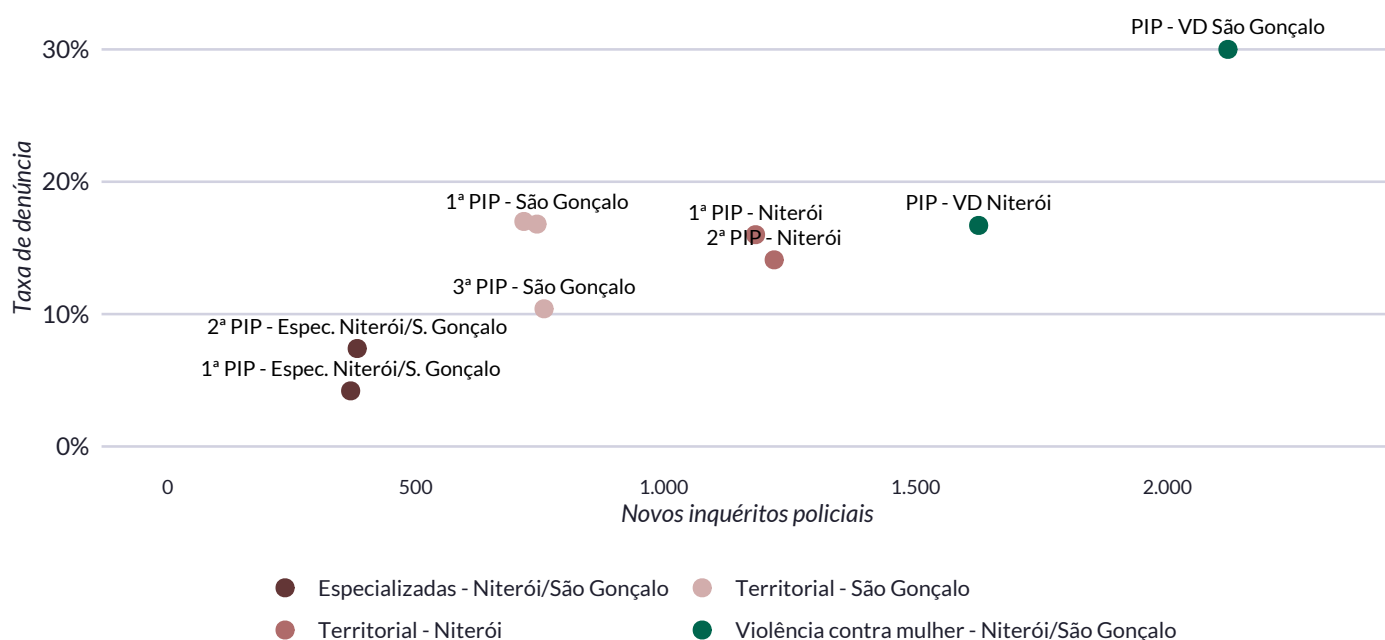 PIP - VD São Gonçalo
30%
Taxa de denúncia
20%
1ª PIP - São Gonçalo
PIP - VD Niterói
1ª PIP - Niterói
2ª PIP - Niterói
3ª PIP - São Gonçalo
10%
2ª PIP - Espec. Niterói/S. Gonçalo
1ª PIP - Espec. Niterói/S. Gonçalo
0%
0 500 1.000 1.500 2.000
Novos inquéritos policiais
Especializadas - Niterói/São Gonçalo Territorial - São Gonçalo
Territorial - Niterói Violência contra mulher - Niterói/São Gonçalo